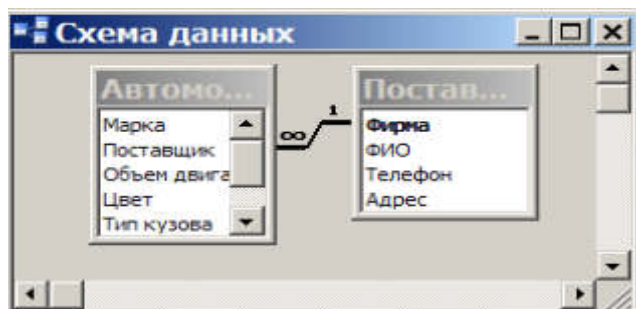 Схема данных
Автомо...
Марка
Поставщик
Объем двига
Цвет
Тип кузова
∞
1
Постав...
Фирма
ФИО
Телефон
Адрес